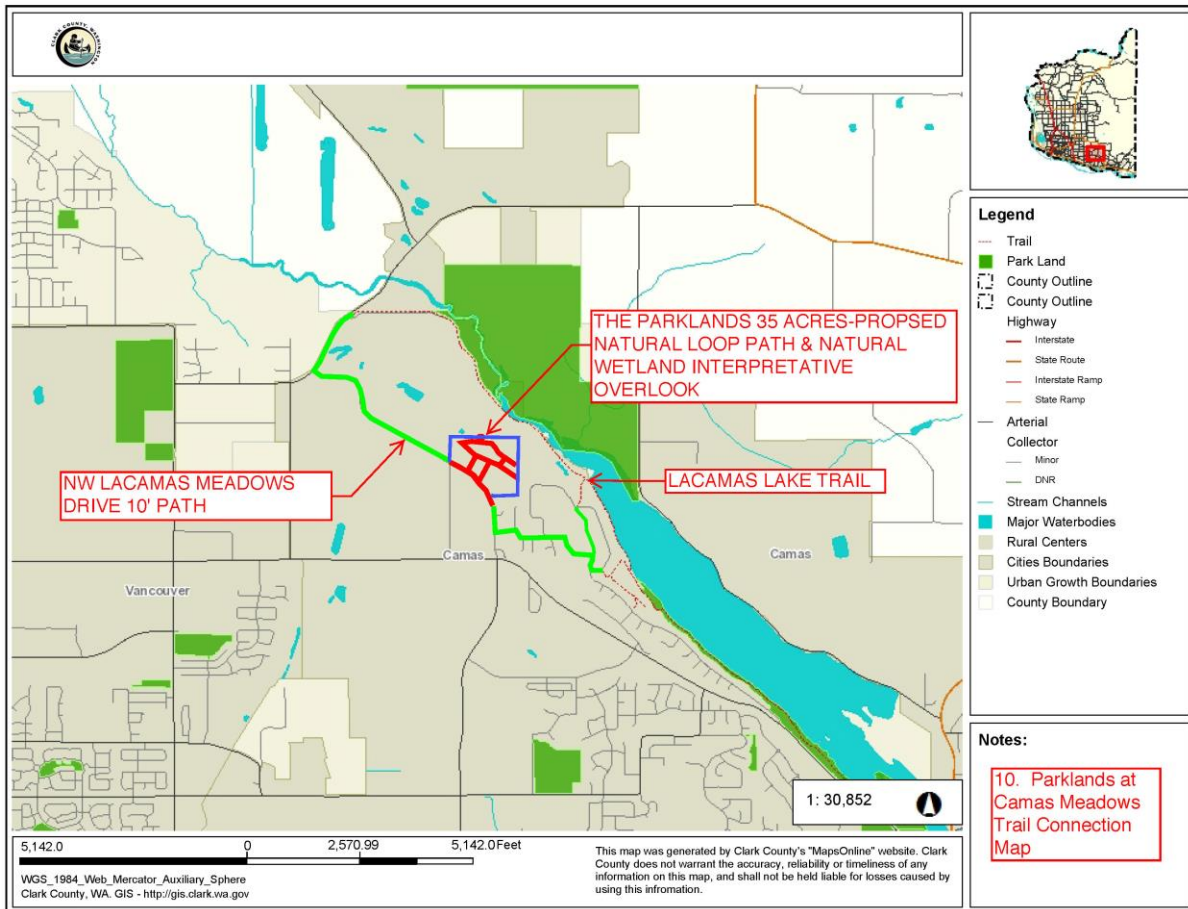 CLARK COUNTY, WASHINGTON
THE PARKLANDS 35 ACRES-PROPSED
NATURAL LOOP PATH & NATURAL
WETLAND INTERPRETATIVE
OVERLOOK
NW LACAMAS MEADOWS
DRIVE 10' PATH
LACAMAS LAKE TRAIL
Camas
Camas
Vancouver
1: 30,852
Legend
Trail
Park Land
County Outline
County Outline
Highway
Interstate
State Route
Interstate Ramp
State Ramp
Arterial
Collector
Minor
DNR
Stream Channels
Major Waterbodies
Rural Centers
Cities Boundaries
Urban Growth Boundaries
County Boundary
Notes:
10. Parklands at
Camas Meadows
Trail Connection
Map
5,142.0 0 2,570.99 5,142.0 Feet
WGS_1984_Web_Mercator_Auxiliary_Sphere
Clark County, WA. GIS - http://gis.clark.wa.gov
This map was generated by Clark County's "MapsOnline" website. Clark
County does not warrant the accuracy, reliability or timeliness of any
information on this map, and shall not be held liable for losses caused by
using this infromation.